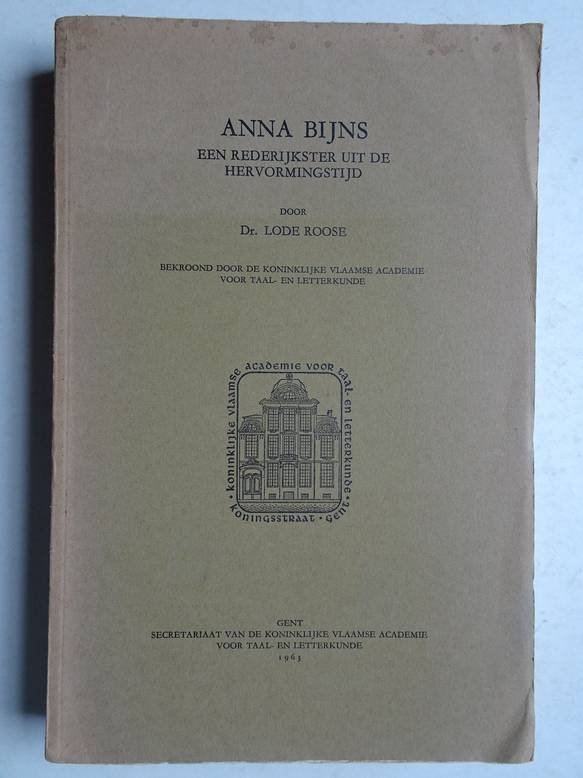 ANNA BIJNS
EEN REDERIJKSTER UIT DE
HERVORMINGSTIJD
DOOR
Dr. LODE ROOSE
BEKROOND DOOR DE KONINKLIJKE VLAAMSE ACADEMIE
VOOR TAAL- EN LETTERKUNDE
• KONINKLIJKE VLAAMSE ACADEMIE VOOR TAAL- EN LETTERKUNDE •
KONINGSSTRAAT • GENT
GENT
SECRETARIAAT VAN DE KONINKLIJKE VLAAMSE ACADEMIE
VOOR TAAL- EN LETTERKUNDE
1963